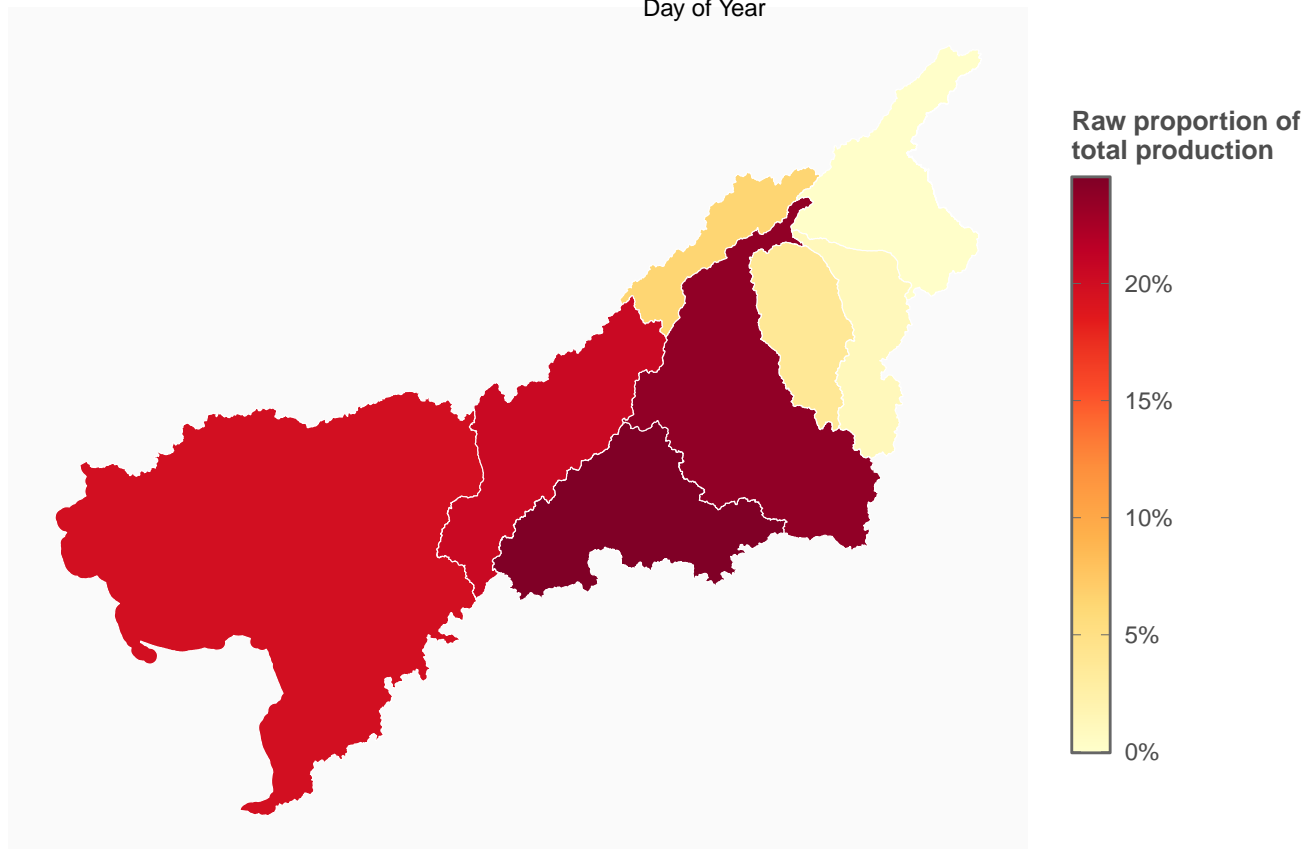 Day of Year
Raw proportion of
total production
20%
15%
10%
5%
0%